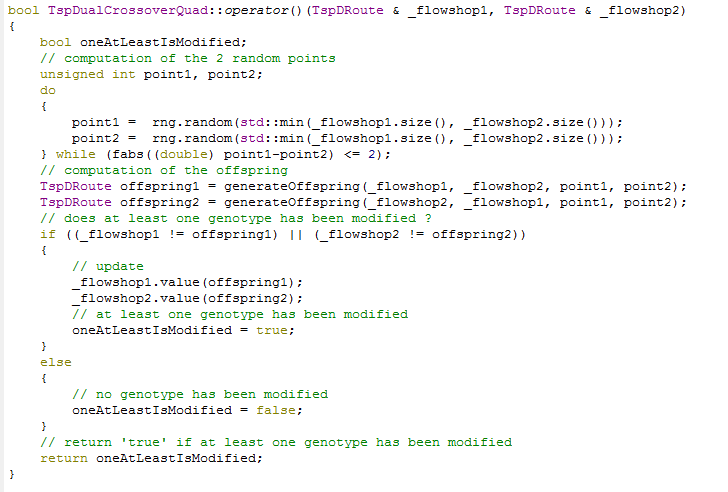 bool TspDualCrossoverQuad::operator()(TspDRoute & _flowshop1, TspDRoute & _flowshop2)
{
    bool oneAtLeastIsModified;
    // computation of the 2 random points
    unsigned int point1, point2;
    do
    {
        point1 =  rng.random(std::min(_flowshop1.size(), _flowshop2.size()));
        point2 =  rng.random(std::min(_flowshop1.size(), _flowshop2.size()));
    } while (fabs((double) point1-point2) <= 2);
    // computation of the offspring
    TspDRoute offspring1 = generateOffspring(_flowshop1, _flowshop2, point1, point2);
    TspDRoute offspring2 = generateOffspring(_flowshop2, _flowshop1, point1, point2);
    // does at least one genotype has been modified ?
    if ((_flowshop1 != offspring1) || (_flowshop2 != offspring2))
    {
        // update
        _flowshop1.value(offspring1);
        _flowshop2.value(offspring2);
        // at least one genotype has been modified
        oneAtLeastIsModified = true;
    }
    else
    {
        // no genotype has been modified
        oneAtLeastIsModified = false;
    }
    // return 'true' if at least one genotype has been modified
    return oneAtLeastIsModified;
}